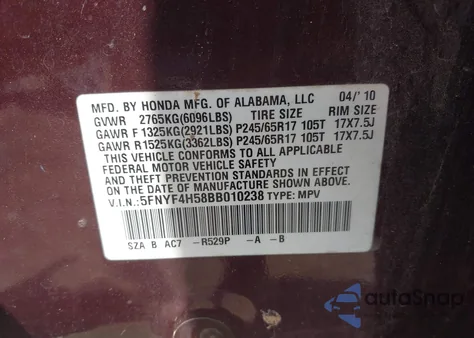 MFD. BY HONDA MFG. OF ALABAMA, LLC 04/'10
GVWR 2765KG(6096LBS) TIRE SIZE RIM SIZE
GAWR F 1325KG(2921LBS) P245/65R17 105T 17X7.5J
GAWR R1525KG(3362LBS) P245/65R17 105T 17X7.5J
THIS VEHICLE CONFORMS TO ALL APPLICABLE
FEDERAL MOTOR VEHICLE SAFETY
AND THEFT PREVENTION STANDARDS IN EFFECT
ON THE DATE OF MANUFACTURE SHOWN ABOVE.
V.I.N.: 5FNYF4H58BB010238 TYPE: MPV
SZA B AC7 -R529P -A -B
autoSnap